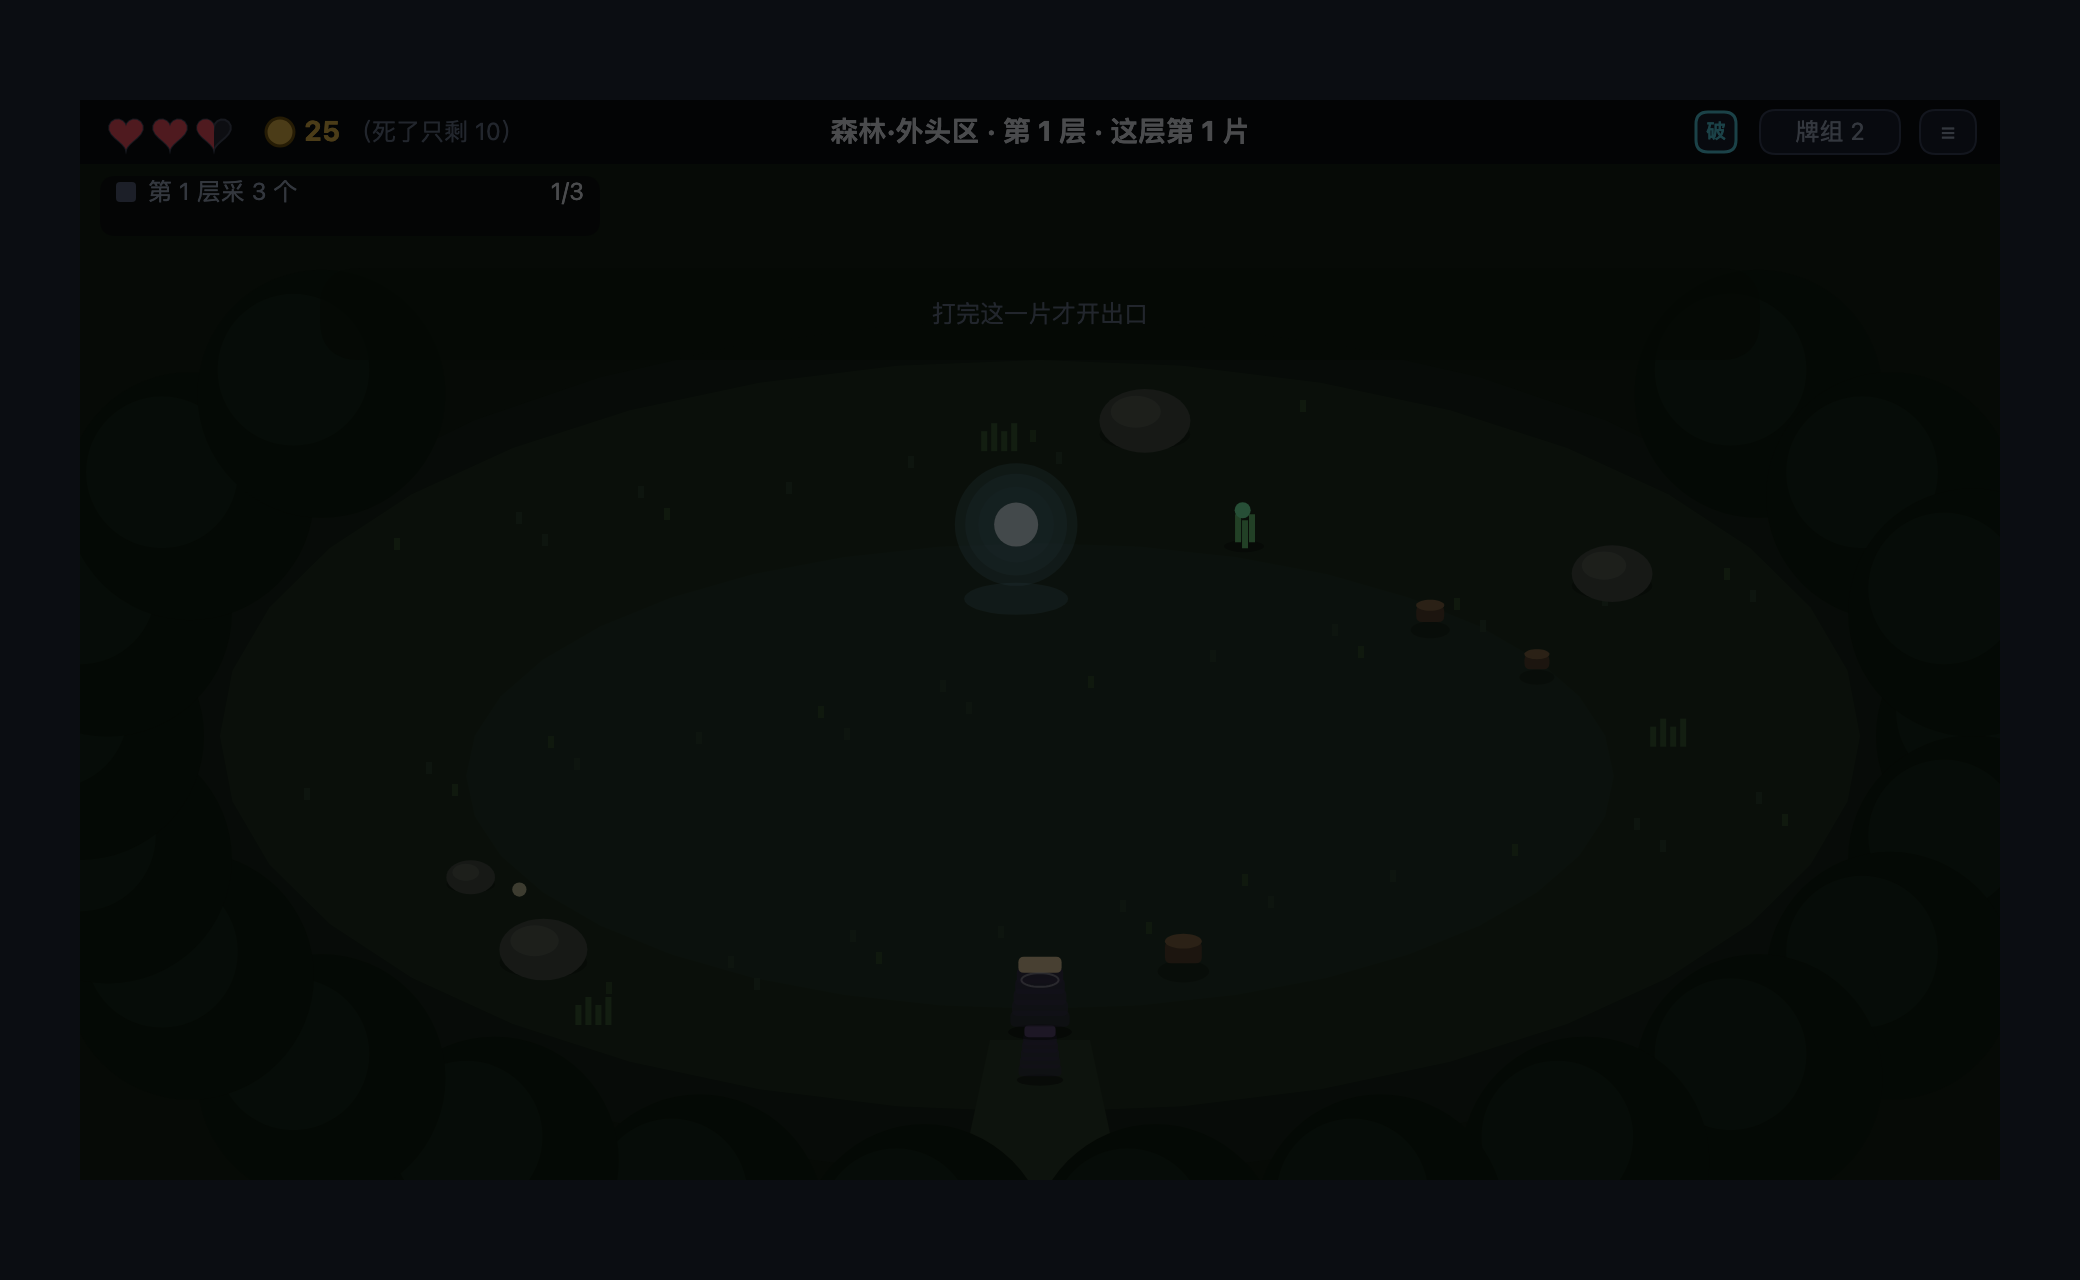 25 （死了只剩 10） 森林·外头区 · 第 1 层 · 这层第 1 片 破 牌组 2 ≡
第 1 层采 3 个 1/3
打完这一片才开出口